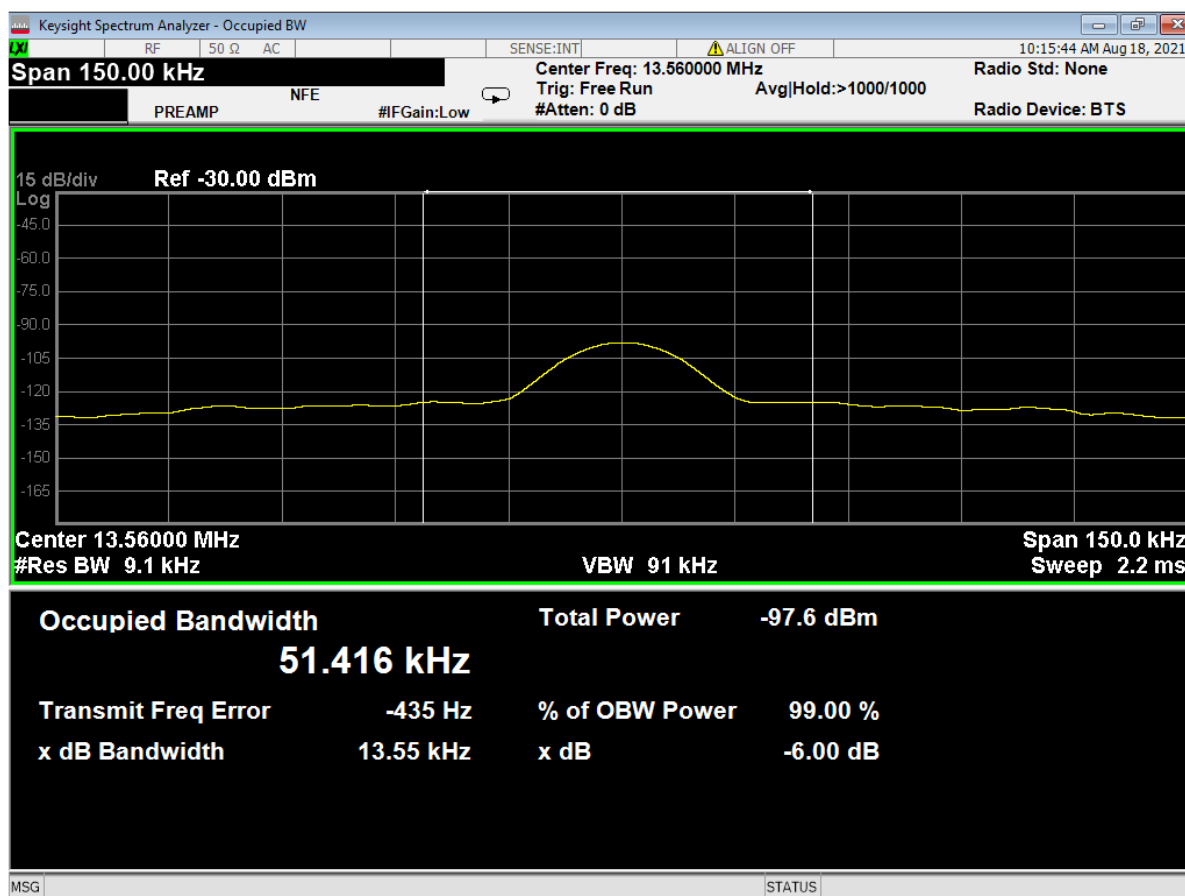 Keysight Spectrum Analyzer - Occupied BW
LXI RF 50 Ω AC SENSE:INT ALIGN OFF 10:15:44 AM Aug 18, 2021
Span 150.00 kHz Center Freq: 13.560000 MHz Radio Std: None
NFE Trig: Free Run Avg|Hold:>1000/1000
PREAMP #IFGain:Low #Atten: 0 dB Radio Device: BTS
15 dB/div Ref -30.00 dBm
Log
-45.0
-60.0
-75.0
-90.0
-105
-120
-135
-150
-165
Center 13.56000 MHz Span 150.0 kHz
#Res BW 9.1 kHz VBW 91 kHz Sweep 2.2 ms
Occupied Bandwidth Total Power -97.6 dBm
51.416 kHz
Transmit Freq Error -435 Hz % of OBW Power 99.00 %
x dB Bandwidth 13.55 kHz x dB -6.00 dB
MSG STATUS